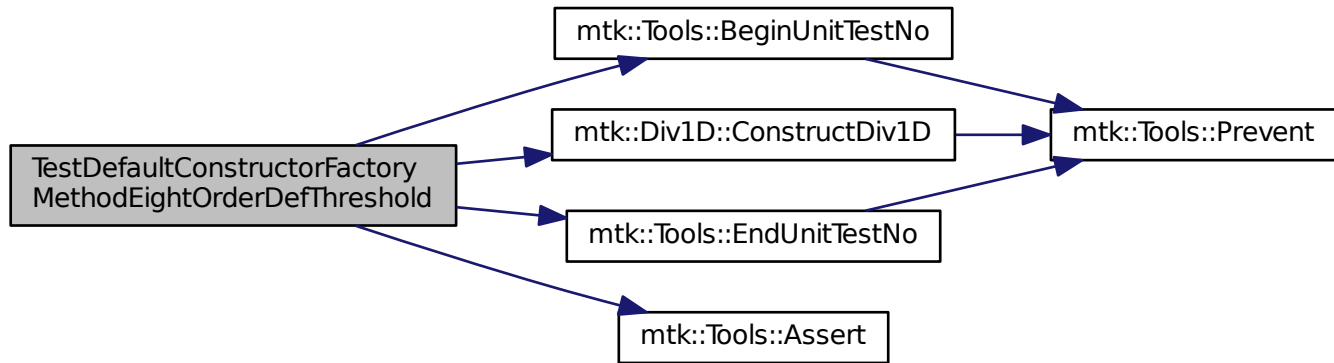 mtk::Tools::BeginUnitTestNo
mtk::Div1D::ConstructDiv1D
mtk::Tools::Prevent
TestDefaultConstructorFactory
MethodEightOrderDefThreshold
mtk::Tools::EndUnitTestNo
mtk::Tools::Assert